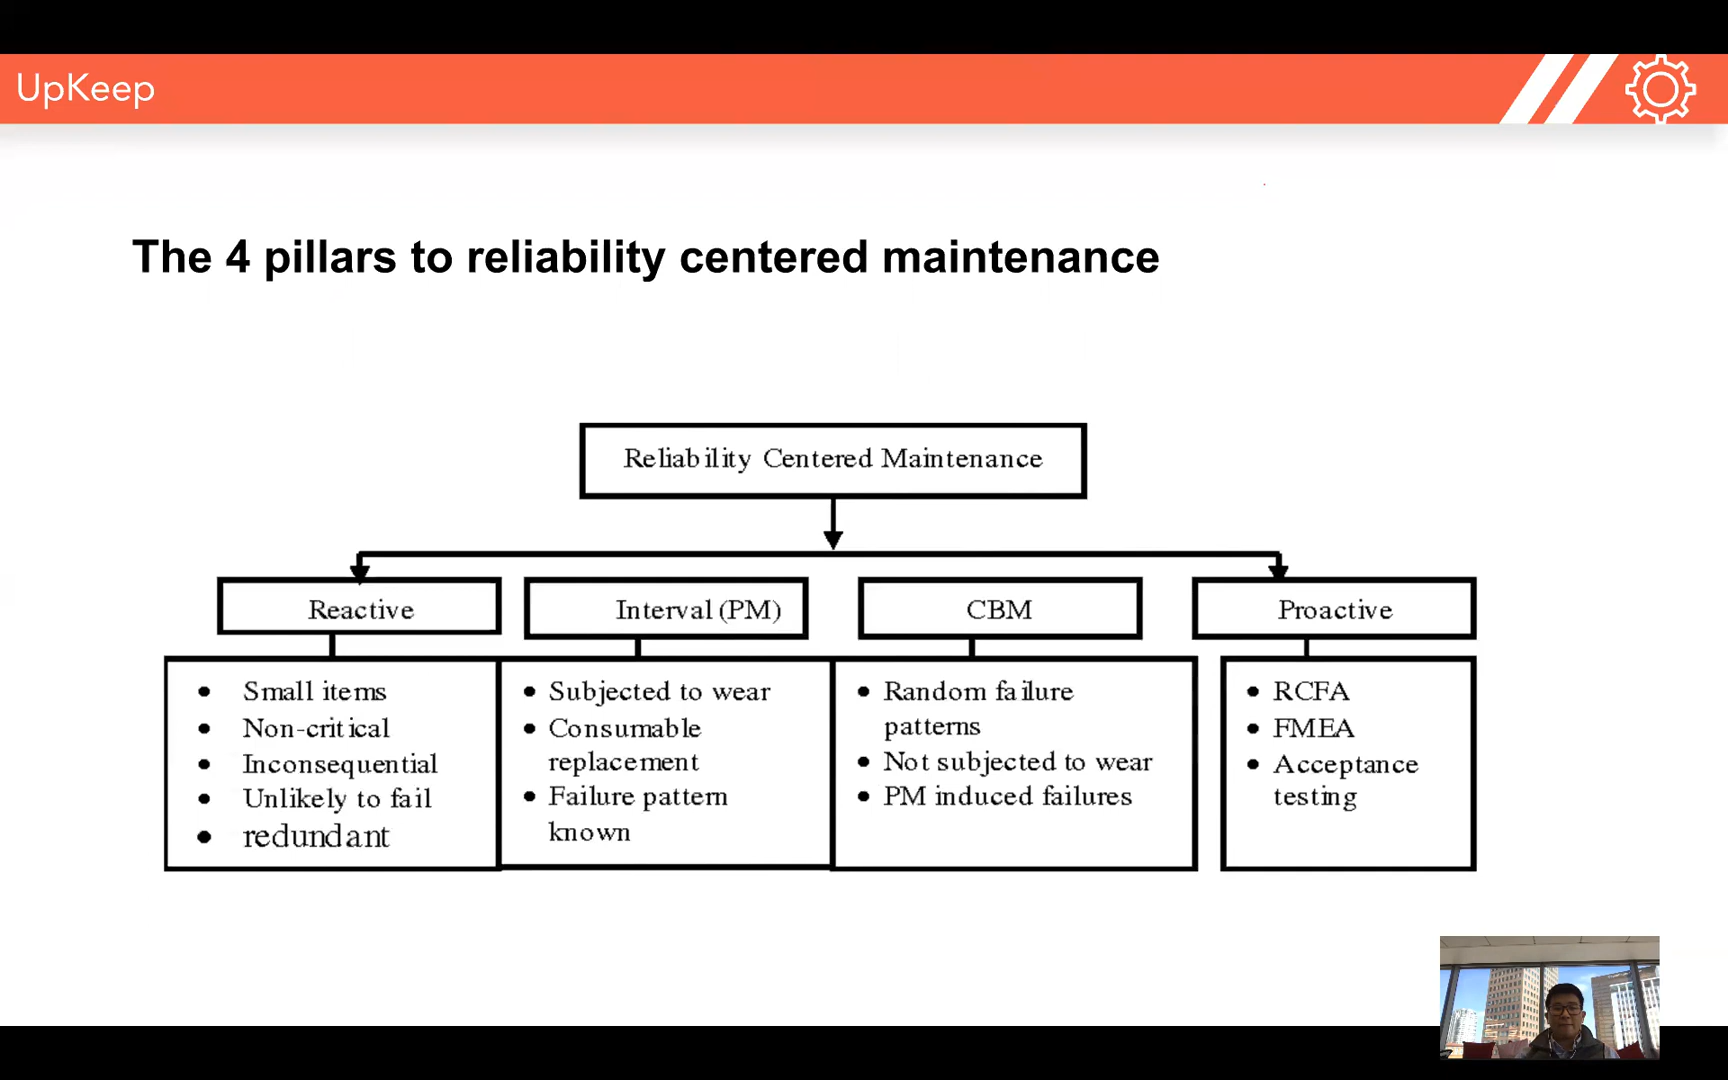 UpKeep
The 4 pillars to reliability centered maintenance
Reliability Centered Maintenance
Reactive
Interval (PM)
CBM
Proactive
• Small items
• Non-critical
• Inconsequential
• Unlikely to fail
• redundant
• Subjected to wear
• Consumable
replacement
• Failure pattern
known
• Random failure
patterns
• Not subjected to wear
• PM induced failures
• RCFA
• FMEA
• Acceptance
testing